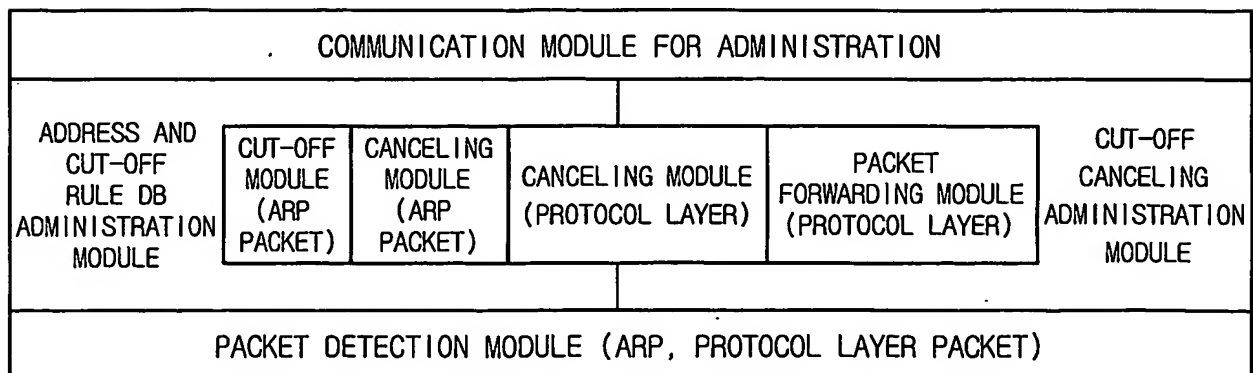 COMMUNICATION MODULE FOR ADMINISTRATION
ADDRESS AND
CUT-OFF
RULE DB
ADMINISTRATION
MODULE
CUT-OFF
MODULE
(ARP
PACKET)
CANCELING
MODULE
(ARP
PACKET)
CANCELING MODULE
(PROTOCOL LAYER)
PACKET
FORWARDING MODULE
(PROTOCOL LAYER)
CUT-OFF
CANCELING
ADMINISTRATION
MODULE
PACKET DETECTION MODULE (ARP, PROTOCOL LAYER PACKET)